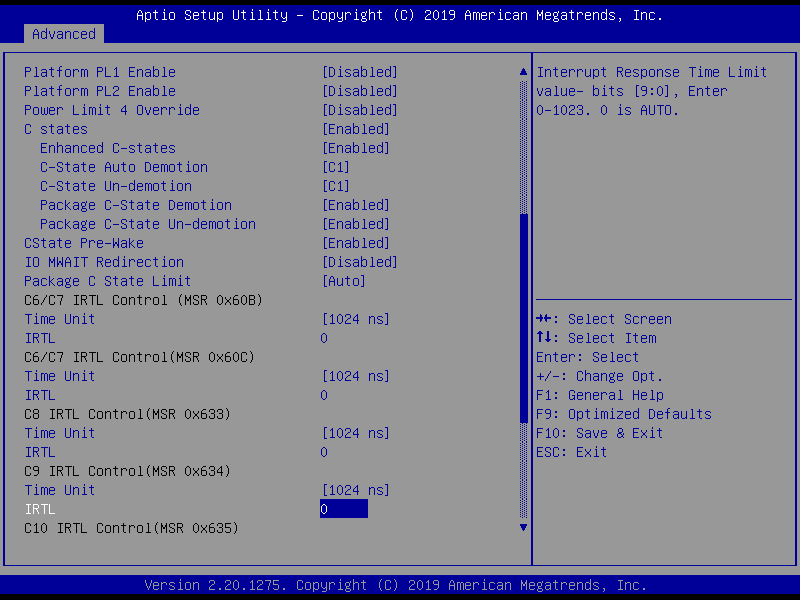 Aptio Setup Utility – Copyright (C) 2019 American Megatrends, Inc.
Advanced
Platform PL1 Enable [Disabled]
Platform PL2 Enable [Disabled]
Power Limit 4 Override [Disabled]
C states [Enabled]
Enhanced C-states [Enabled]
C-State Auto Demotion [C1]
C-State Un-demotion [C1]
Package C-State Demotion [Enabled]
Package C-State Un-demotion [Enabled]
CState Pre-Wake [Enabled]
IO MWAIT Redirection [Disabled]
Package C State Limit [Auto]
C6/C7 IRTL Control (MSR 0x60B)
Time Unit [1024 ns]
IRTL 0
C6/C7 IRTL Control(MSR 0x60C)
Time Unit [1024 ns]
IRTL 0
C8 IRTL Control(MSR 0x633)
Time Unit [1024 ns]
IRTL 0
C9 IRTL Control(MSR 0x634)
Time Unit [1024 ns]
IRTL 0
C10 IRTL Control(MSR 0x635)
Interrupt Response Time Limit
value- bits [9:0], Enter
0-1023. 0 is AUTO.
→←: Select Screen
↑↓: Select Item
Enter: Select
+/-: Change Opt.
F1: General Help
F9: Optimized Defaults
F10: Save & Exit
ESC: Exit
Version 2.20.1275. Copyright (C) 2019 American Megatrends, Inc.